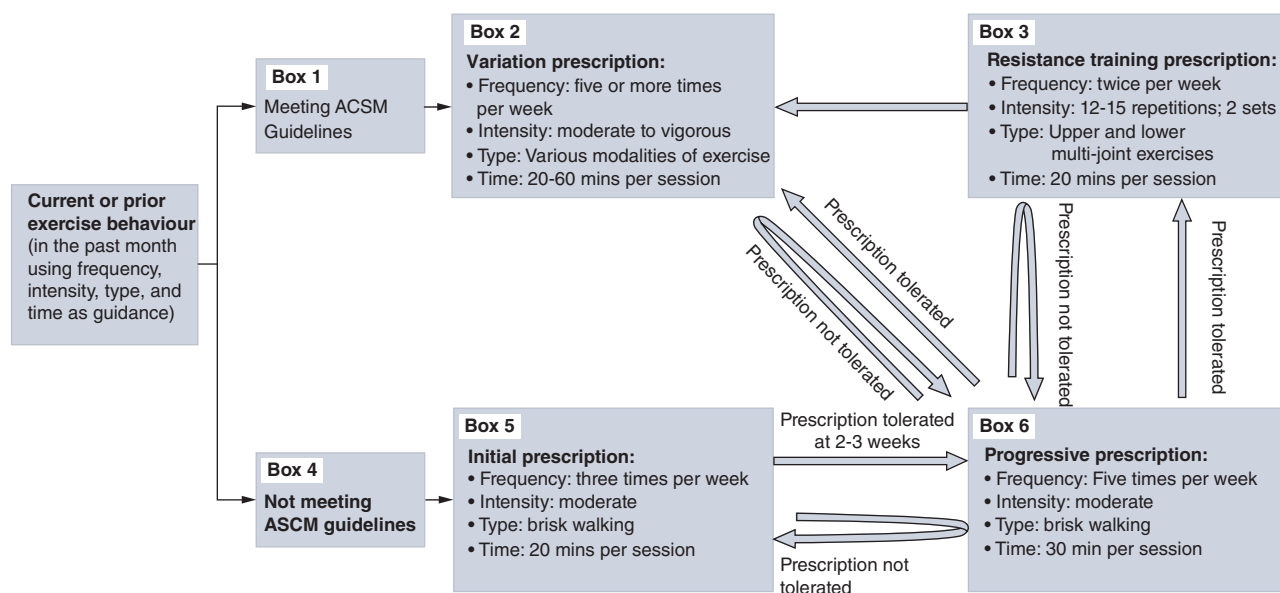 Current or prior
exercise behaviour
(in the past month
using frequency,
intensity, type, and
time as guidance)
Box 1
Meeting ACSM
Guidelines
Box 2
Variation prescription:
• Frequency: five or more times
per week
• Intensity: moderate to vigorous
• Type: Various modalities of exercise
• Time: 20-60 mins per session
Box 3
Resistance training prescription:
• Frequency: twice per week
• Intensity: 12-15 repetitions; 2 sets
• Type: Upper and lower
multi-joint exercises
• Time: 20 mins per session
Prescription not tolerated
Prescription tolerated
Prescription not tolerated
Prescription tolerated
Box 4
Not meeting
ASCM guidelines
Box 5
Initial prescription:
• Frequency: three times per week
• Intensity: moderate
• Type: brisk walking
• Time: 20 mins per session
Prescription tolerated
at 2-3 weeks
Prescription not
tolerated
Box 6
Progressive prescription:
• Frequency: Five times per week
• Intensity: moderate
• Type: brisk walking
• Time: 30 min per session